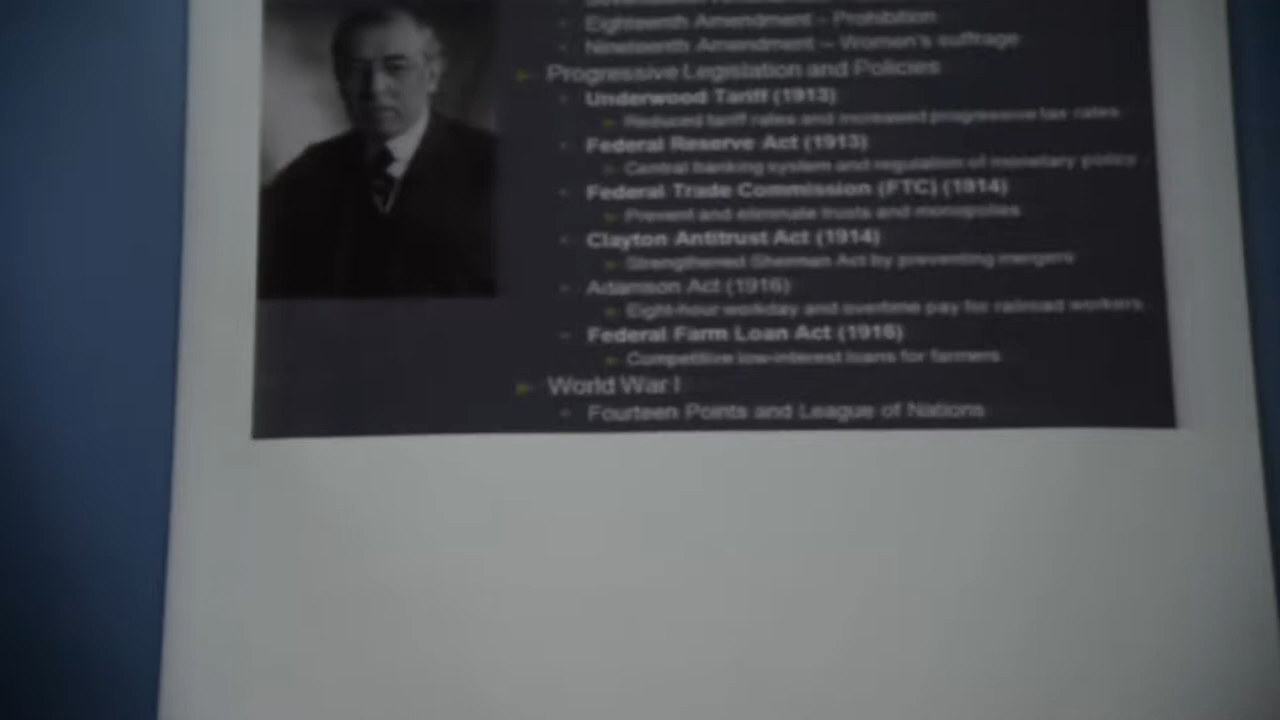 Eighteenth Amendment - Prohibition
Nineteenth Amendment – Women's suffrage
Progressive Legislation and Policies
Underwood Tariff (1913)
Reduced tariff rates and increased progressive tax rates
Federal Reserve Act (1913)
Central banking system and regulation of monetary policy
Federal Trade Commission (FTC) (1914)
Prevent and eliminate trusts and monopolies
Clayton Antitrust Act (1914)
Strengthened Sherman Act by preventing mergers
Adamson Act (1916)
Eight-hour workday and overtime pay for railroad workers
Federal Farm Loan Act (1916)
Competitive low-interest loans for farmers
World War I
Fourteen Points and League of Nations